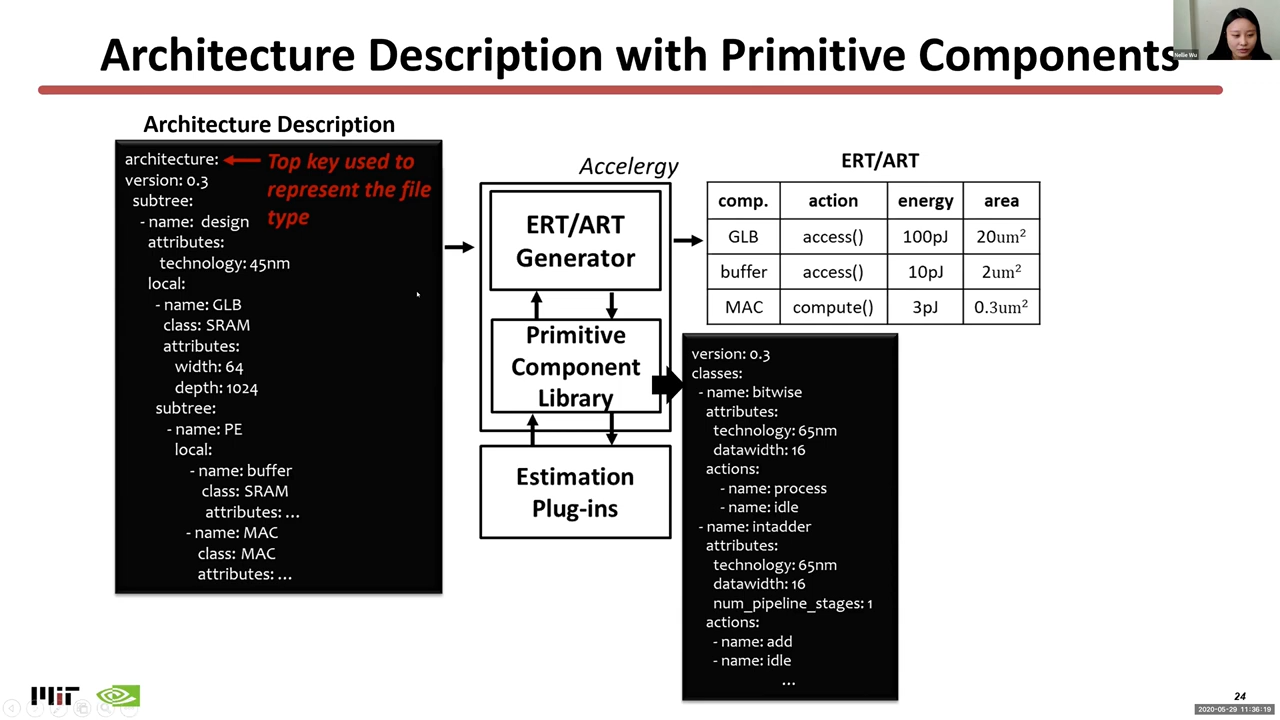 Architecture Description with Primitive Components
Nellie Wu
Architecture Description
architecture:
Top key used to
represent the file
type
version: 0.3
subtree:
- name: design
attributes:
technology: 45nm
local:
- name: GLB
class: SRAM
attributes:
width: 64
depth: 1024
subtree:
- name: PE
local:
- name: buffer
class: SRAM
attributes: ...
- name: MAC
class: MAC
attributes: ...
Accelergy
ERT/ART
Generator
Primitive
Component
Library
Estimation
Plug-ins
ERT/ART
comp. action energy area
GLB access() 100pJ 20um²
buffer access() 10pJ 2um²
MAC compute() 3pJ 0.3um²
version: 0.3
classes:
- name: bitwise
attributes:
technology: 65nm
datawidth: 16
actions:
- name: process
- name: idle
- name: intadder
attributes:
technology: 65nm
datawidth: 16
num_pipeline_stages: 1
actions:
- name: add
- name: idle
...
MIT
24
2020-05-29 11:36:19